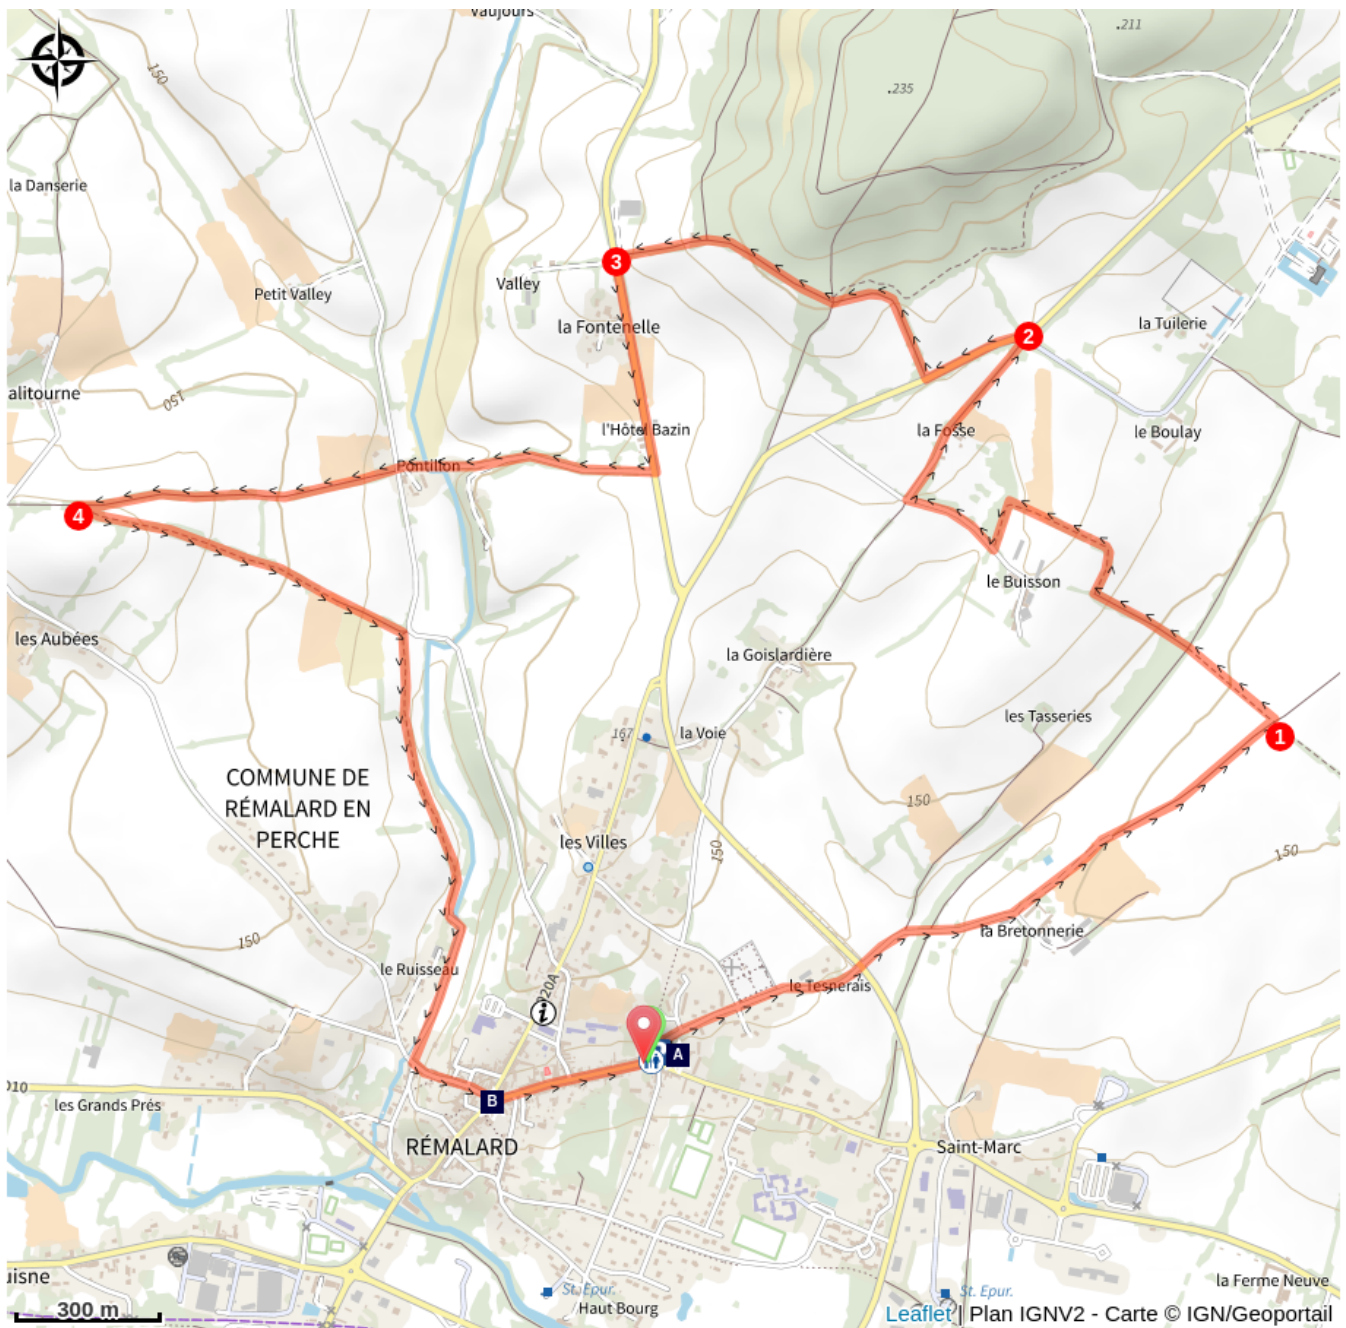 Vaujours
.211
150
.235
la Danserie
Petit Valley
Valley
3
la Fontenelle
la Tuilerie
2
alitourne
150
l'Hôtel Bazin
la Fosse
le Boulay
Pontillon
4
le Buisson
les Aubées
la Goislardière
les Tasseries
167
la Voie
1
COMMUNE DE
RÉMALARD EN
PERCHE
150
les Villes
150
150
la Bretonnerie
150
le Ruisseau
le Tesnerais
920A
i
A
B
910
les Grands Prés
RÉMALARD
Saint-Marc
uisne
St. Epur.
Haut Bourg
St. Epur.
la Ferme Neuve
300 m
Leaflet | Plan IGNV2 - Carte © IGN/Geoportail